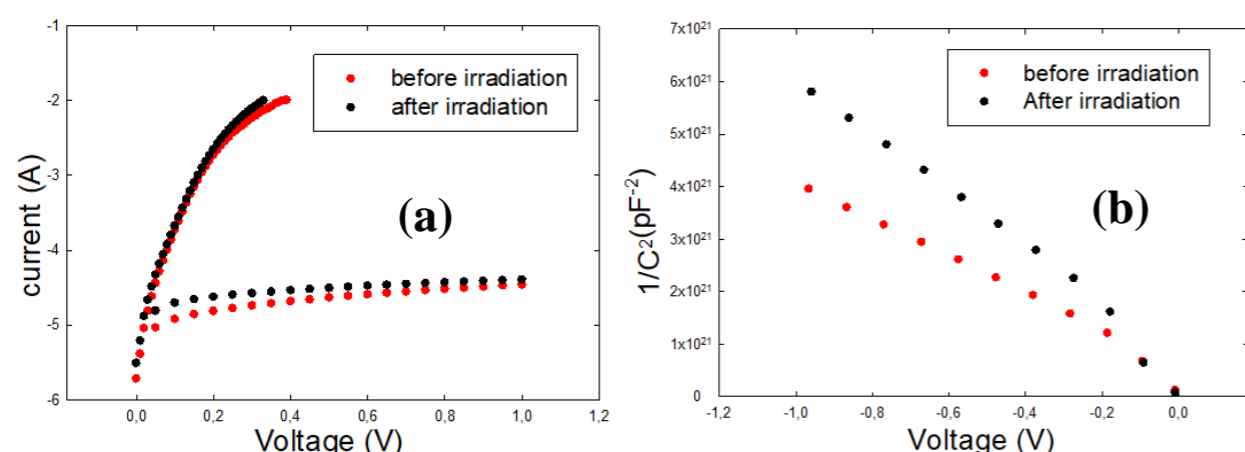 -1
-2
-3
-4
-5
-6
current (A)
before irradiation
after irradiation
(a)
0,0 0,2 0,4 0,6 0,8 1,0 1,2
Voltage (V)
7x10²¹
6x10²¹
5x10²¹
4x10²¹
3x10²¹
2x10²¹
1x10²¹
0
1/C²(pF⁻²)
before irradiation
After irradiation
(b)
-1,2 -1,0 -0,8 -0,6 -0,4 -0,2 0,0
Voltage (V)